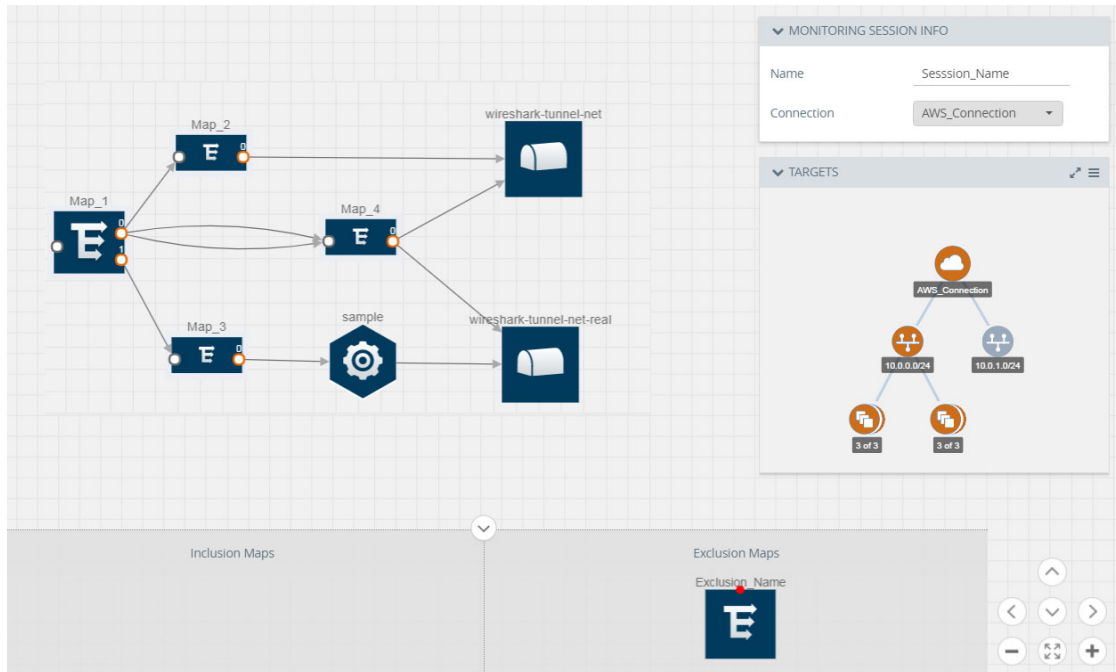 MONITORING SESSION INFO
Name Sesssion_Name
Connection AWS_Connection
TARGETS
AWS_Connection
10.0.0.0/24 10.0.1.0/24
3 of 3 3 of 3
wireshark-tunnel-net
Map_2
0
Map_1
0
1
Map_4
0
Map_3
0
sample
wireshark-tunnel-net-real
Inclusion Maps
Exclusion Maps
Exclusion_Name